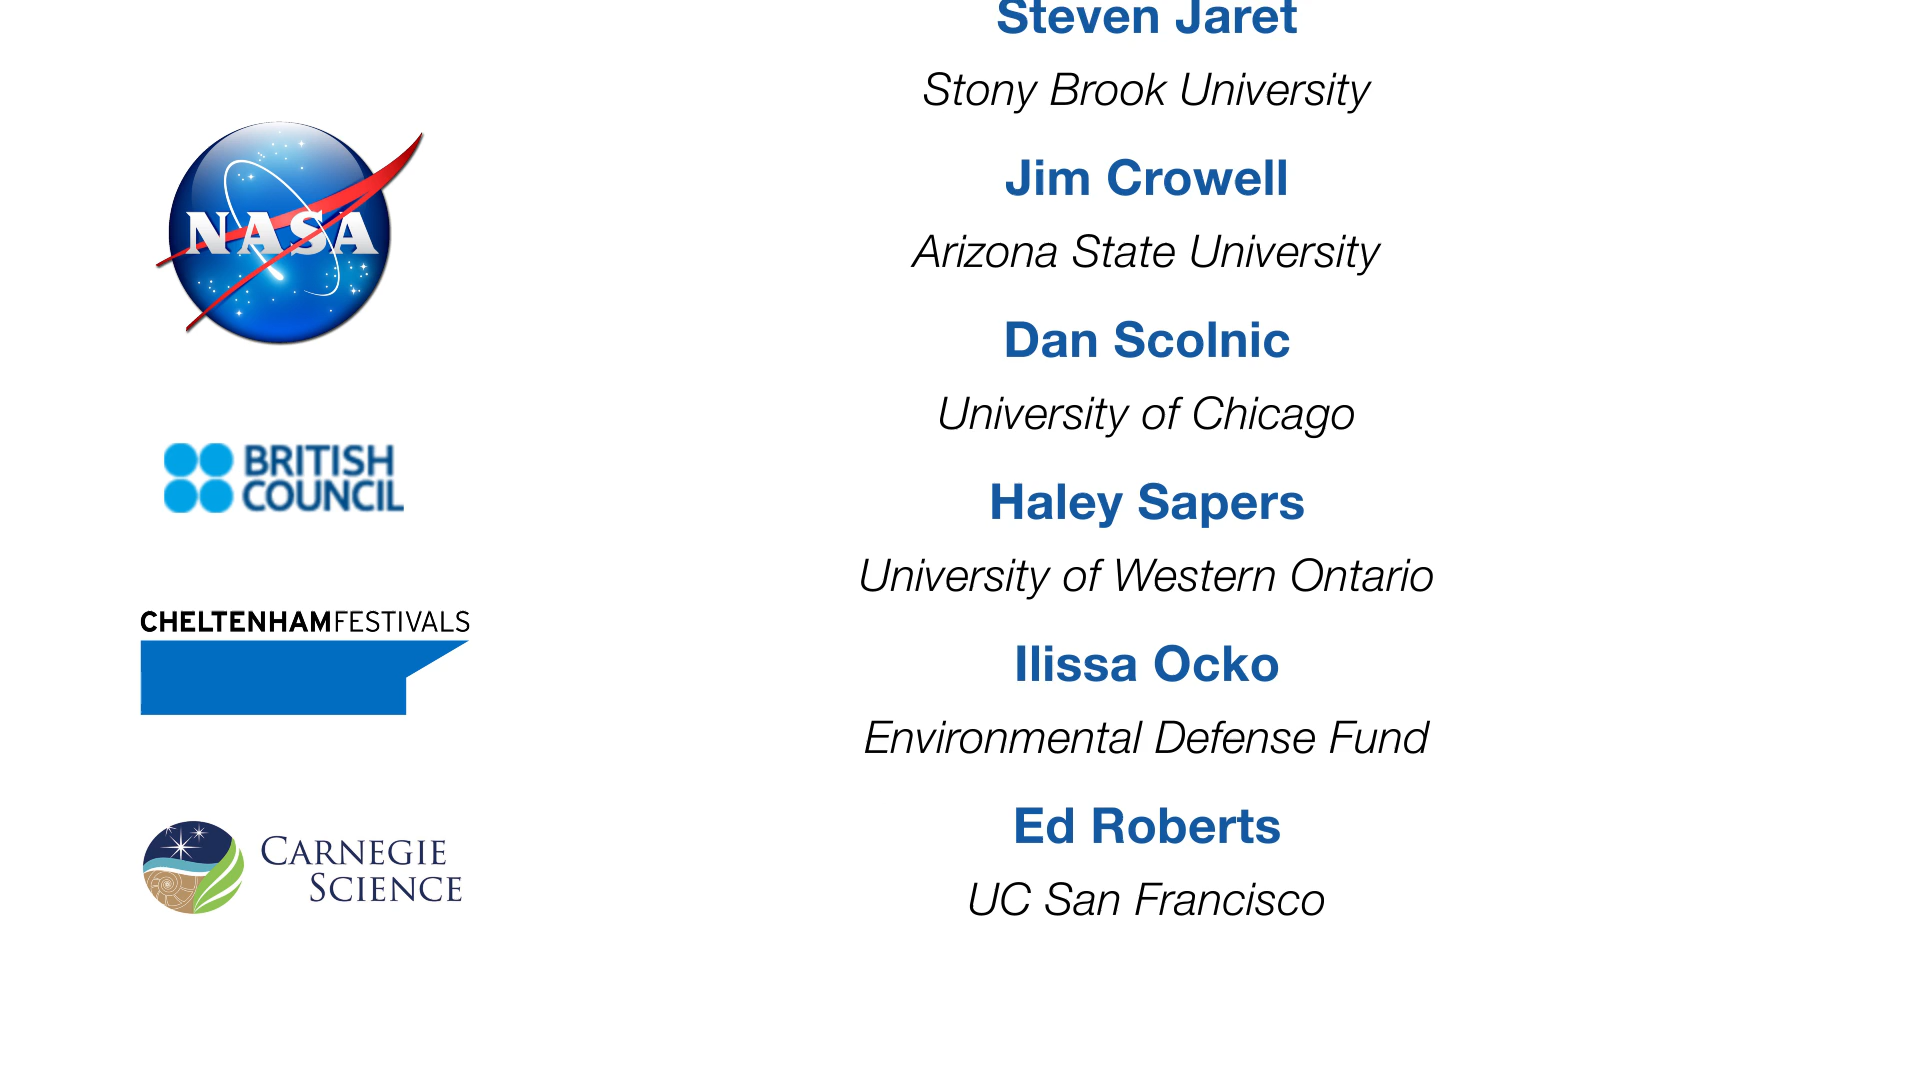 NASA
BRITISH
COUNCIL
CHELTENHAMFESTIVALS
CARNEGIE
SCIENCE
Steven Jaret
Stony Brook University
Jim Crowell
Arizona State University
Dan Scolnic
University of Chicago
Haley Sapers
University of Western Ontario
Ilissa Ocko
Environmental Defense Fund
Ed Roberts
UC San Francisco